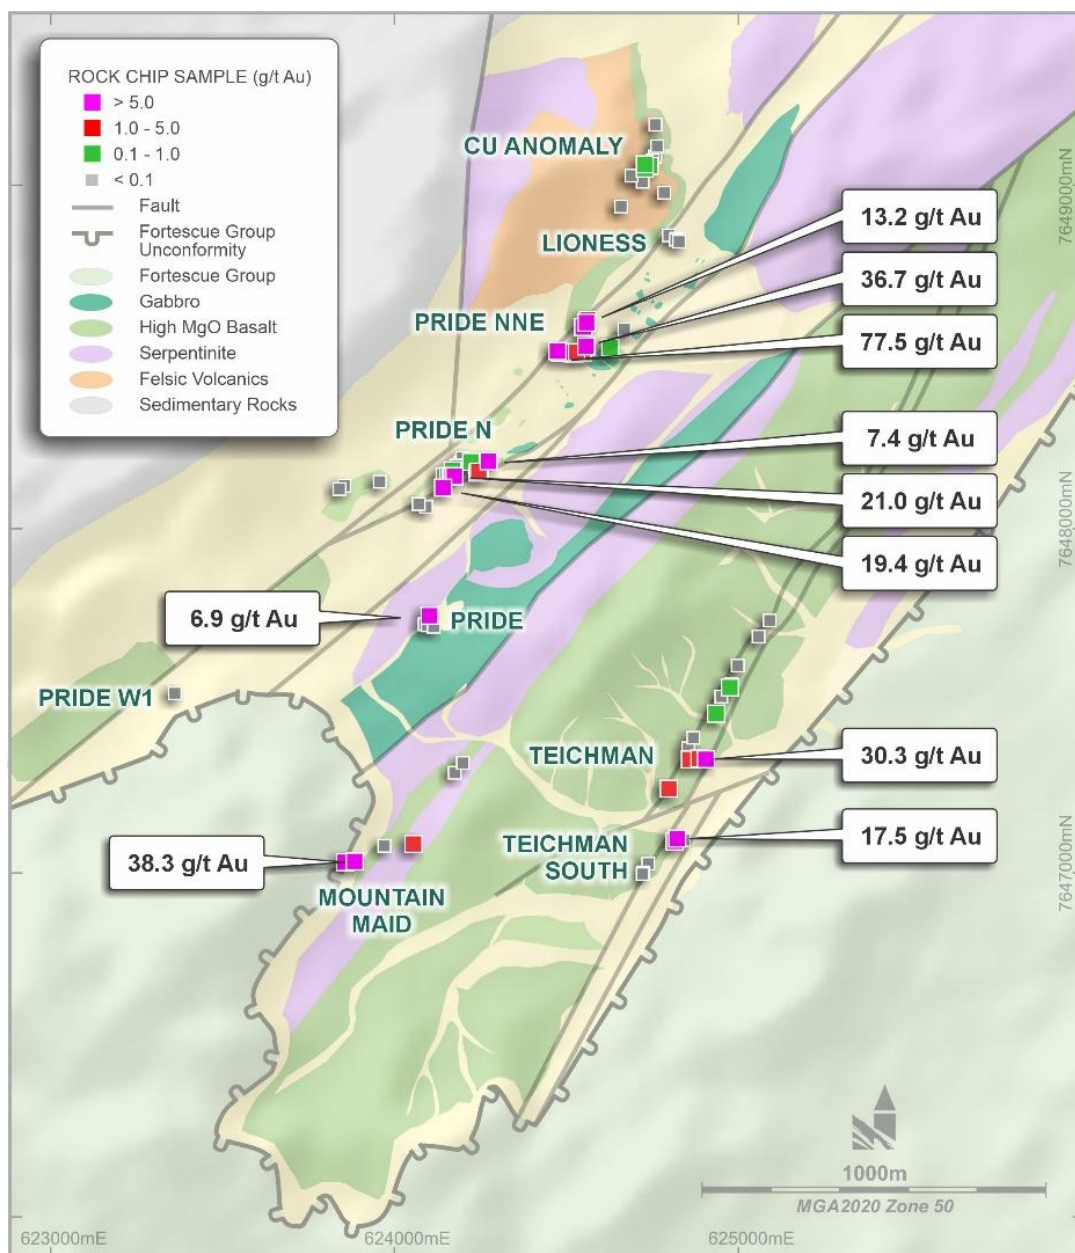 ROCK CHIP SAMPLE (g/t Au)
> 5.0
1.0 - 5.0
0.1 - 1.0
< 0.1
Fault
Fortescue Group
Unconformity
Fortescue Group
Gabbro
High MgO Basalt
Serpentinite
Felsic Volcanics
Sedimentary Rocks
CU ANOMALY
7649000mN
13.2 g/t Au
LIONESS
36.7 g/t Au
PRIDE NNE
77.5 g/t Au
PRIDE N
7.4 g/t Au
21.0 g/t Au
7648000mN
19.4 g/t Au
6.9 g/t Au
PRIDE
PRIDE W1
TEICHMAN
30.3 g/t Au
17.5 g/t Au
TEICHMAN
SOUTH
38.3 g/t Au
7647000mN
MOUNTAIN
MAID
1000m
MGA2020 Zone 50
623000mE
624000mE
625000mE